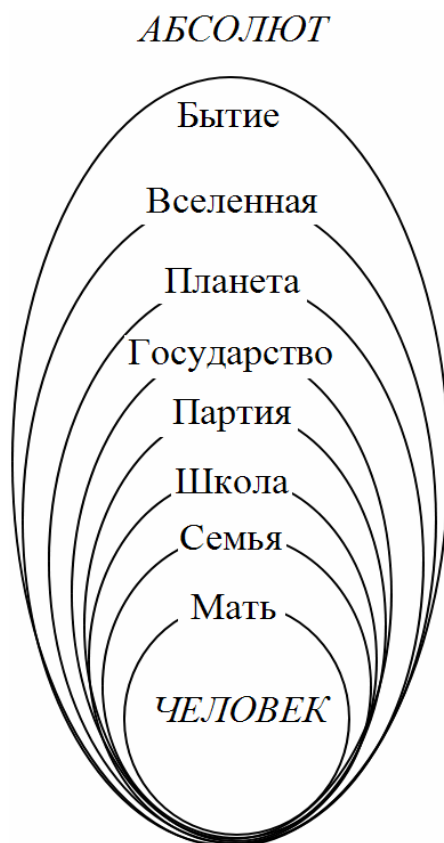 АБСОЛЮТ
Бытие
Вселенная
Планета
Государство
Партия
Школа
Семья
Мать
ЧЕЛОВЕК